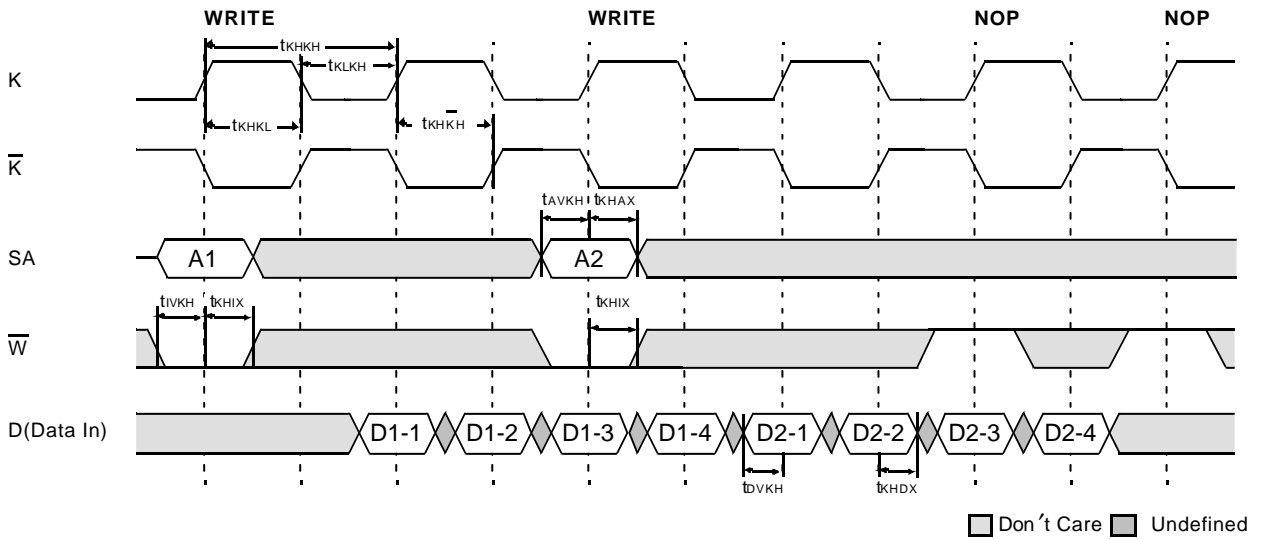 WRITE WRITE NOP NOP
tKHKH
tKLKH
K
tKHKL tKHK̅H
K̅
tAVKH tKHAX
SA A1 A2
tIVKH tKHIX tKHIX
W̅
D(Data In) D1-1 D1-2 D1-3 D1-4 D2-1 D2-2 D2-3 D2-4
tDVKH tKHDX
Don′t Care Undefined